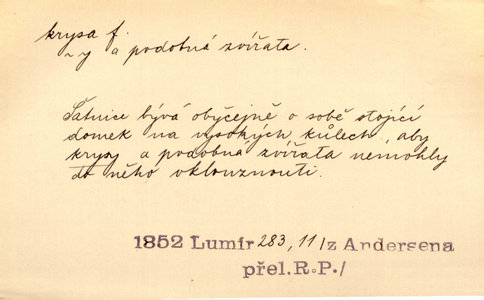 krysa f.
~y a podobná zvířata.
Šatnice bývá obyčejně o sobě stojící
domek na vysokých kůlech, aby
krysy a podobná zvířata nemohly
do něho vklouznouti.
1852 Lumír 283, 11/z Andersena
přel.R.P./